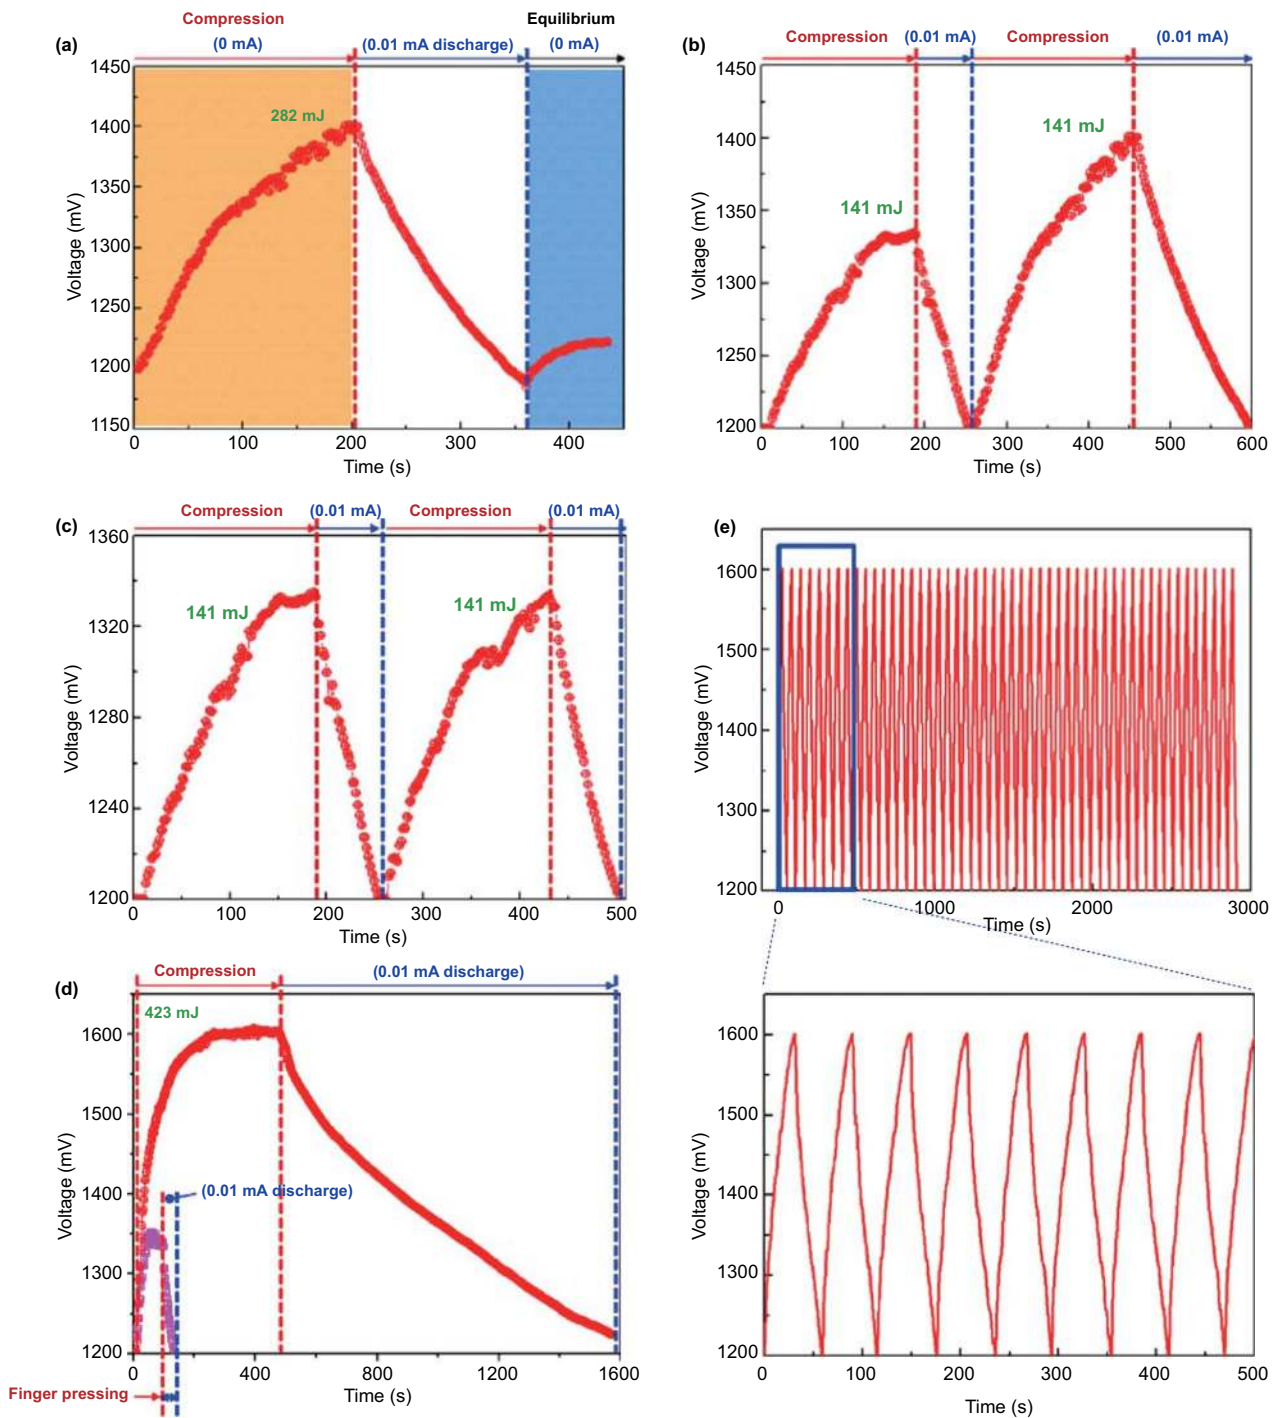 Compression
Equilibrium
(a)
(0 mA)
(0.01 mA discharge)
(0 mA)
1450
1400
1350
1300
1250
1200
1150
282 mJ
Voltage (mV)
0
100
200
300
400
Time (s)
(b)
Compression
(0.01 mA)
Compression
(0.01 mA)
1450
1400
1350
1300
1250
1200
141 mJ
141 mJ
Voltage (mV)
0
100
200
300
400
500
600
Time (s)
(c)
Compression
(0.01 mA)
Compression
(0.01 mA)
1360
1320
1280
1240
1200
141 mJ
141 mJ
Voltage (mV)
0
100
200
300
400
500
Time (s)
(e)
1600
1500
1400
1300
1200
Voltage (mV)
0
1000
2000
3000
Time (s)
(d)
Compression
(0.01 mA discharge)
423 mJ
1600
1500
1400
1300
1200
(0.01 mA discharge)
Voltage (mV)
0
400
800
1200
1600
Time (s)
Finger pressing
1600
1500
1400
1300
1200
Voltage (mV)
0
100
200
300
400
500
Time (s)